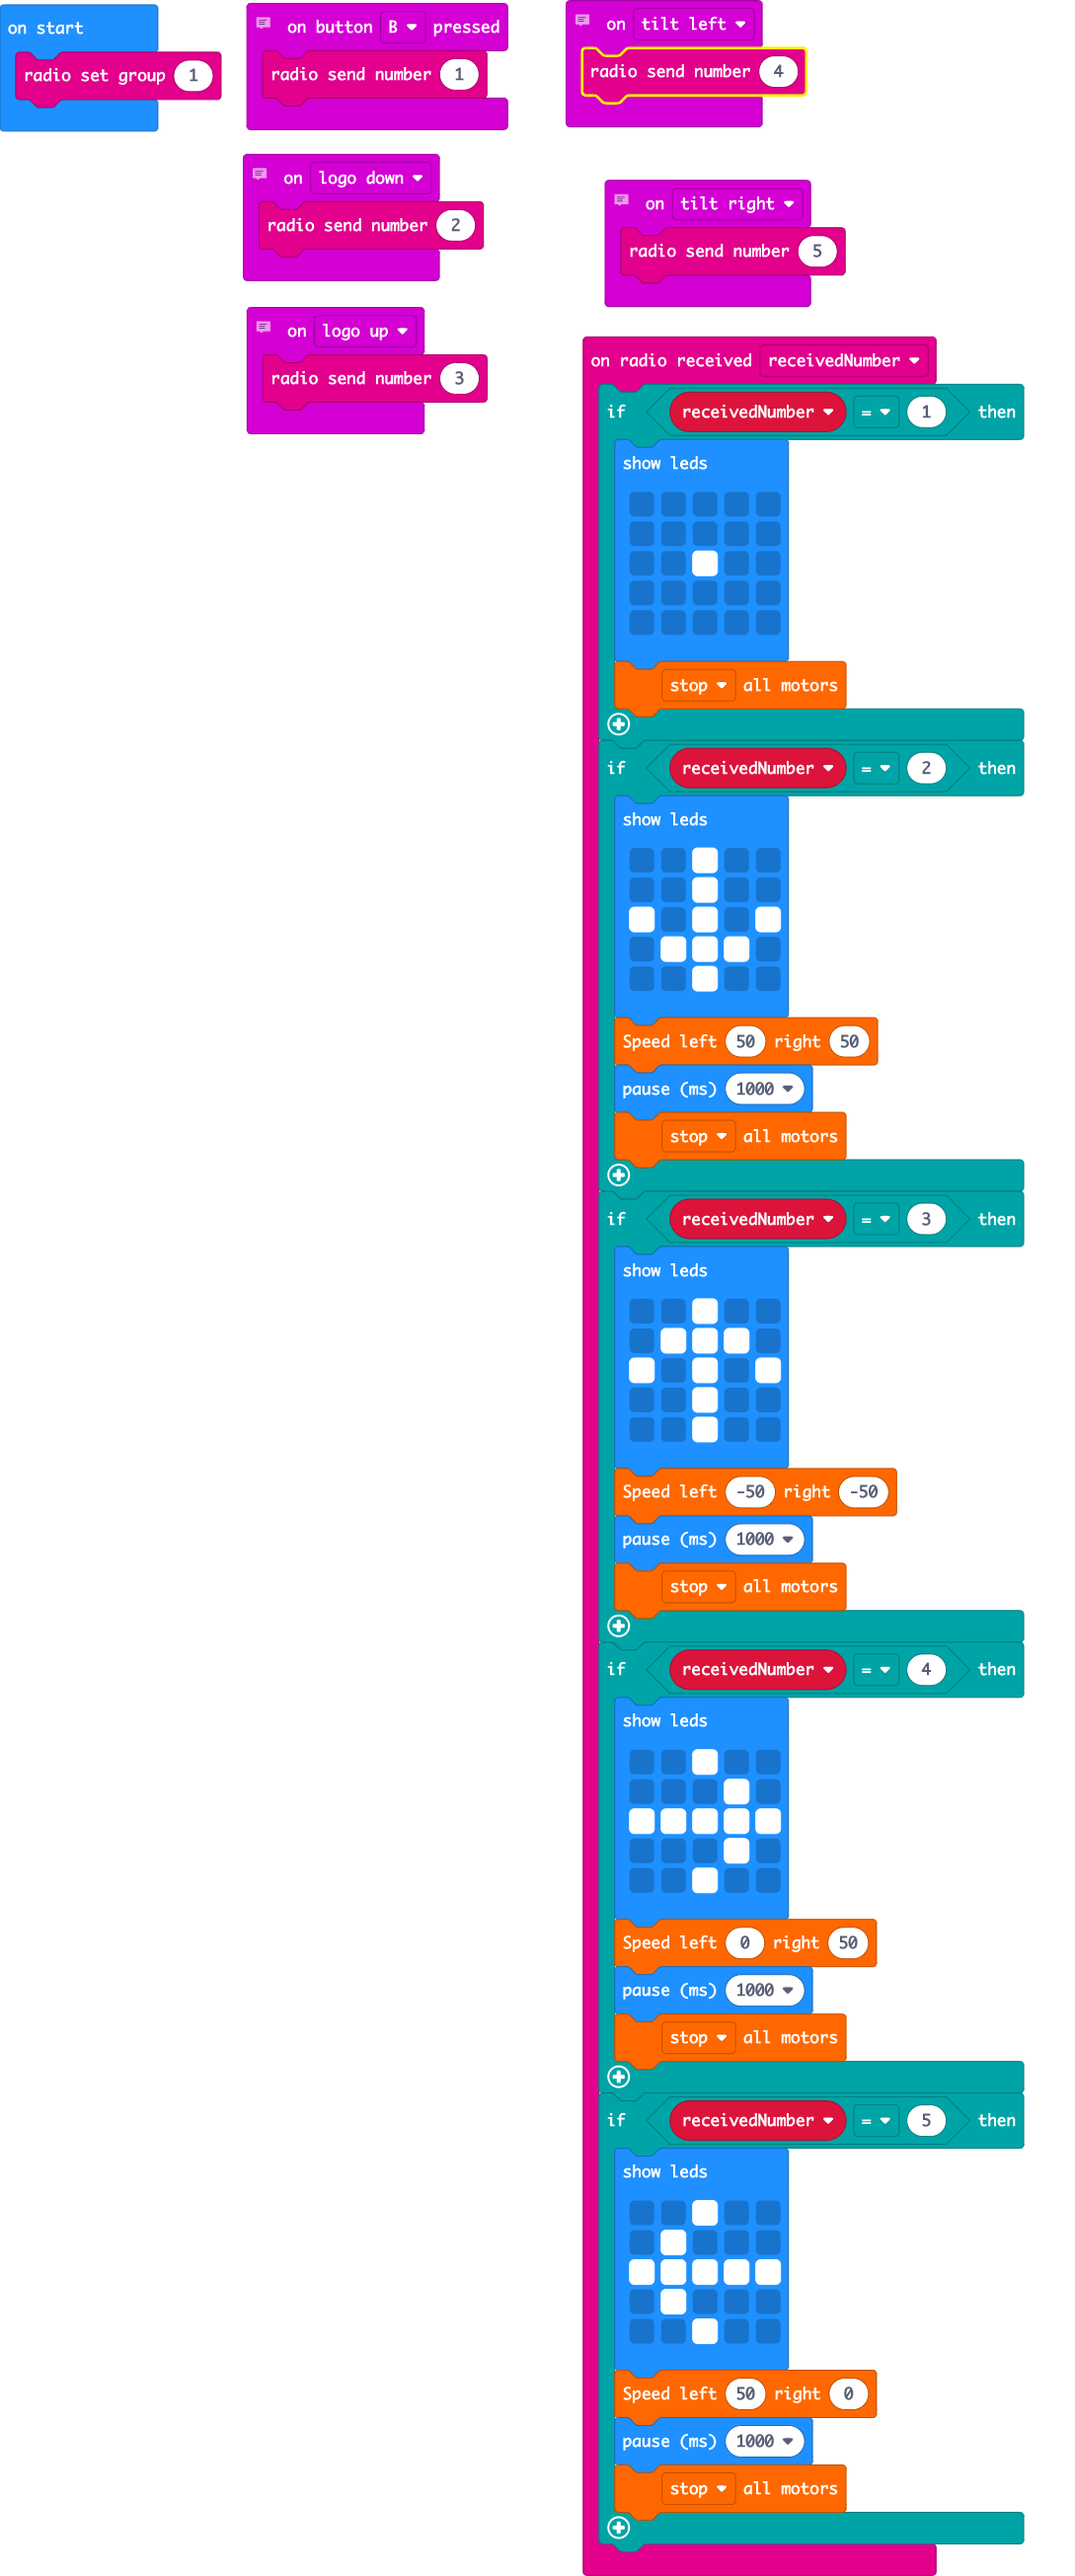 on start
radio set group 1
on button B pressed
radio send number 1
on tilt left
radio send number 4
on logo down
radio send number 2
on tilt right
radio send number 5
on logo up
radio send number 3
on radio received receivedNumber
if receivedNumber = 1 then
show leds
stop all motors
if receivedNumber = 2 then
show leds
Speed left 50 right 50
pause (ms) 1000
stop all motors
if receivedNumber = 3 then
show leds
Speed left -50 right -50
pause (ms) 1000
stop all motors
if receivedNumber = 4 then
show leds
Speed left 0 right 50
pause (ms) 1000
stop all motors
if receivedNumber = 5 then
show leds
Speed left 50 right 0
pause (ms) 1000
stop all motors